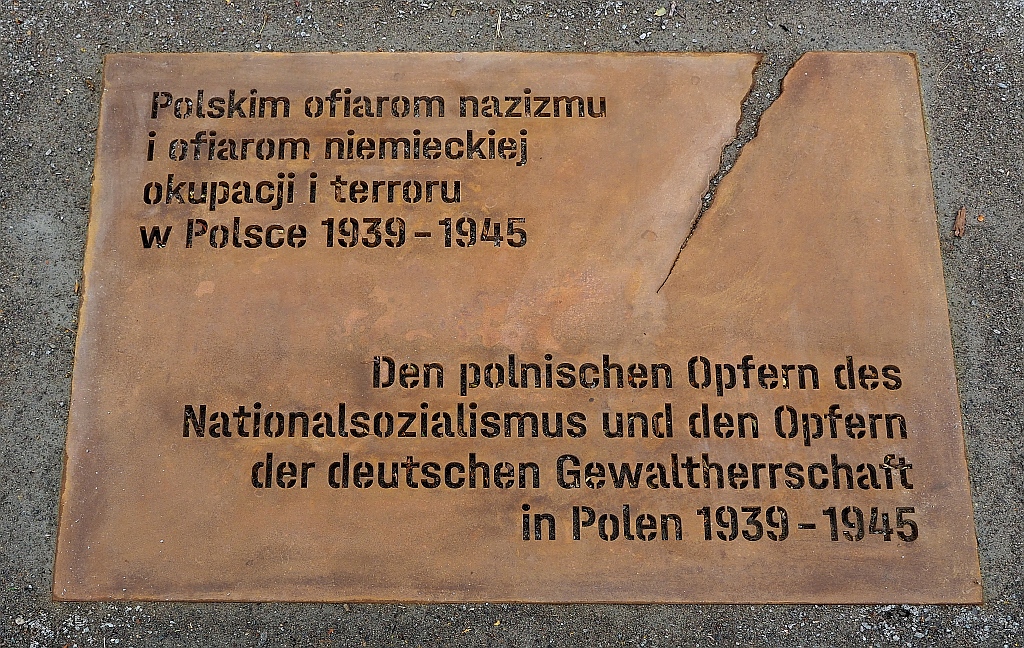 Polskim ofiarom nazizmu
i ofiarom niemieckiej
okupacji i terroru
w Polsce 1939 – 1945
Den polnischen Opfern des
Nationalsozialismus und den Opfern
der deutschen Gewaltherrschaft
in Polen 1939 – 1945